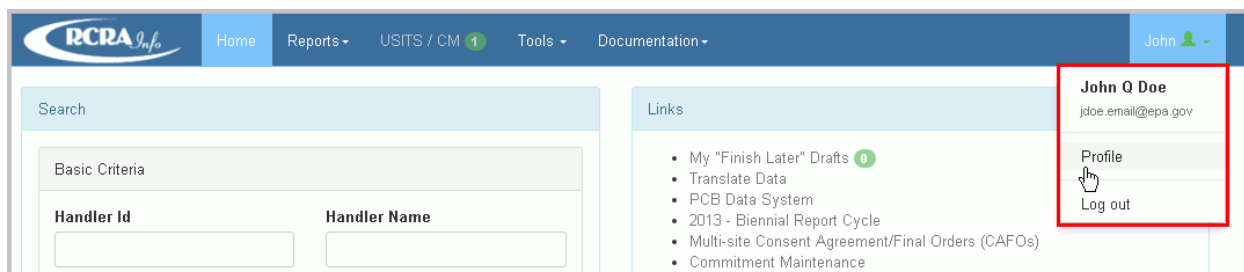 RCRAInfo Home Reports USITS / CM 1 Tools Documentation John
Search
Basic Criteria
Handler Id Handler Name
Links
My "Finish Later" Drafts 0
Translate Data
PCB Data System
2013 - Biennial Report Cycle
Multi-site Consent Agreement/Final Orders (CAFOs)
Commitment Maintenance
John Q Doe
jdoe.email@epa.gov
Profile
Log out